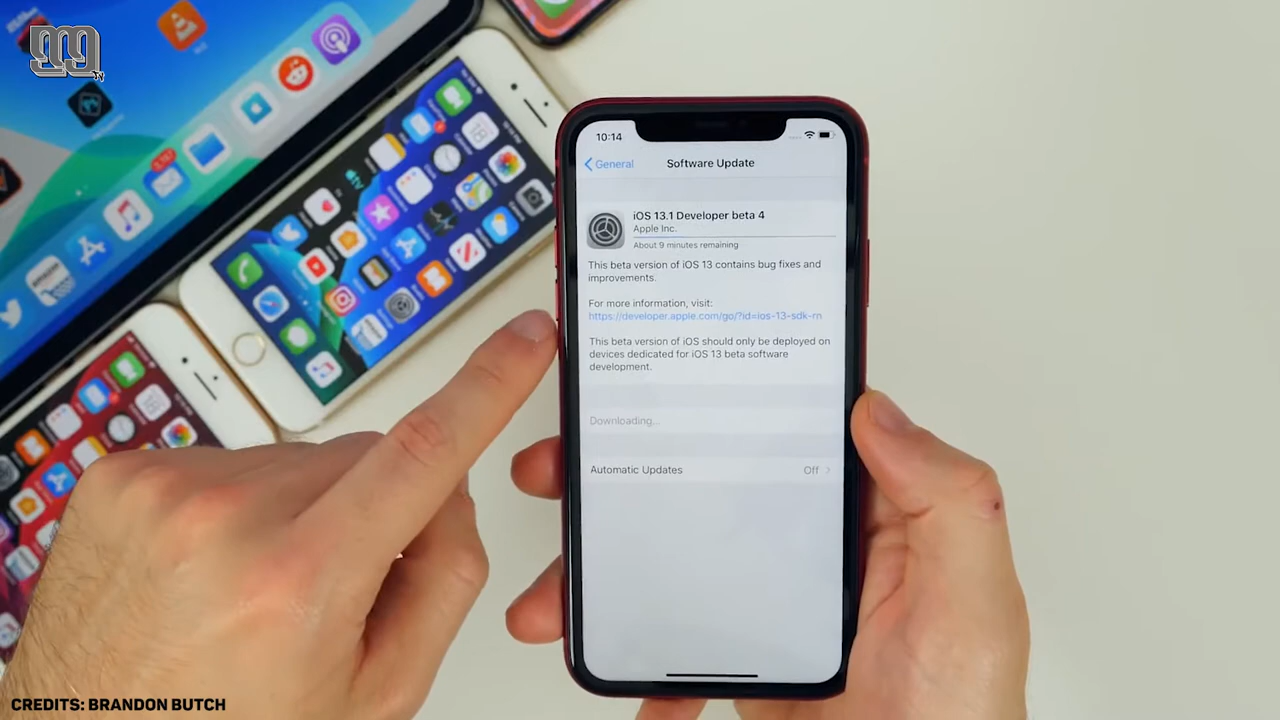 10:14
General
Software Update
iOS 13.1 Developer beta 4
Apple Inc.
About 9 minutes remaining
This beta version of iOS 13 contains bug fixes and
improvements.
For more information, visit:
https://developer.apple.com/go/?id=ios-13-sdk-rn
This beta version of iOS should only be deployed on
devices dedicated for iOS 13 beta software
development.
Downloading...
Automatic Updates
Off
CREDITS: BRANDON BUTCH